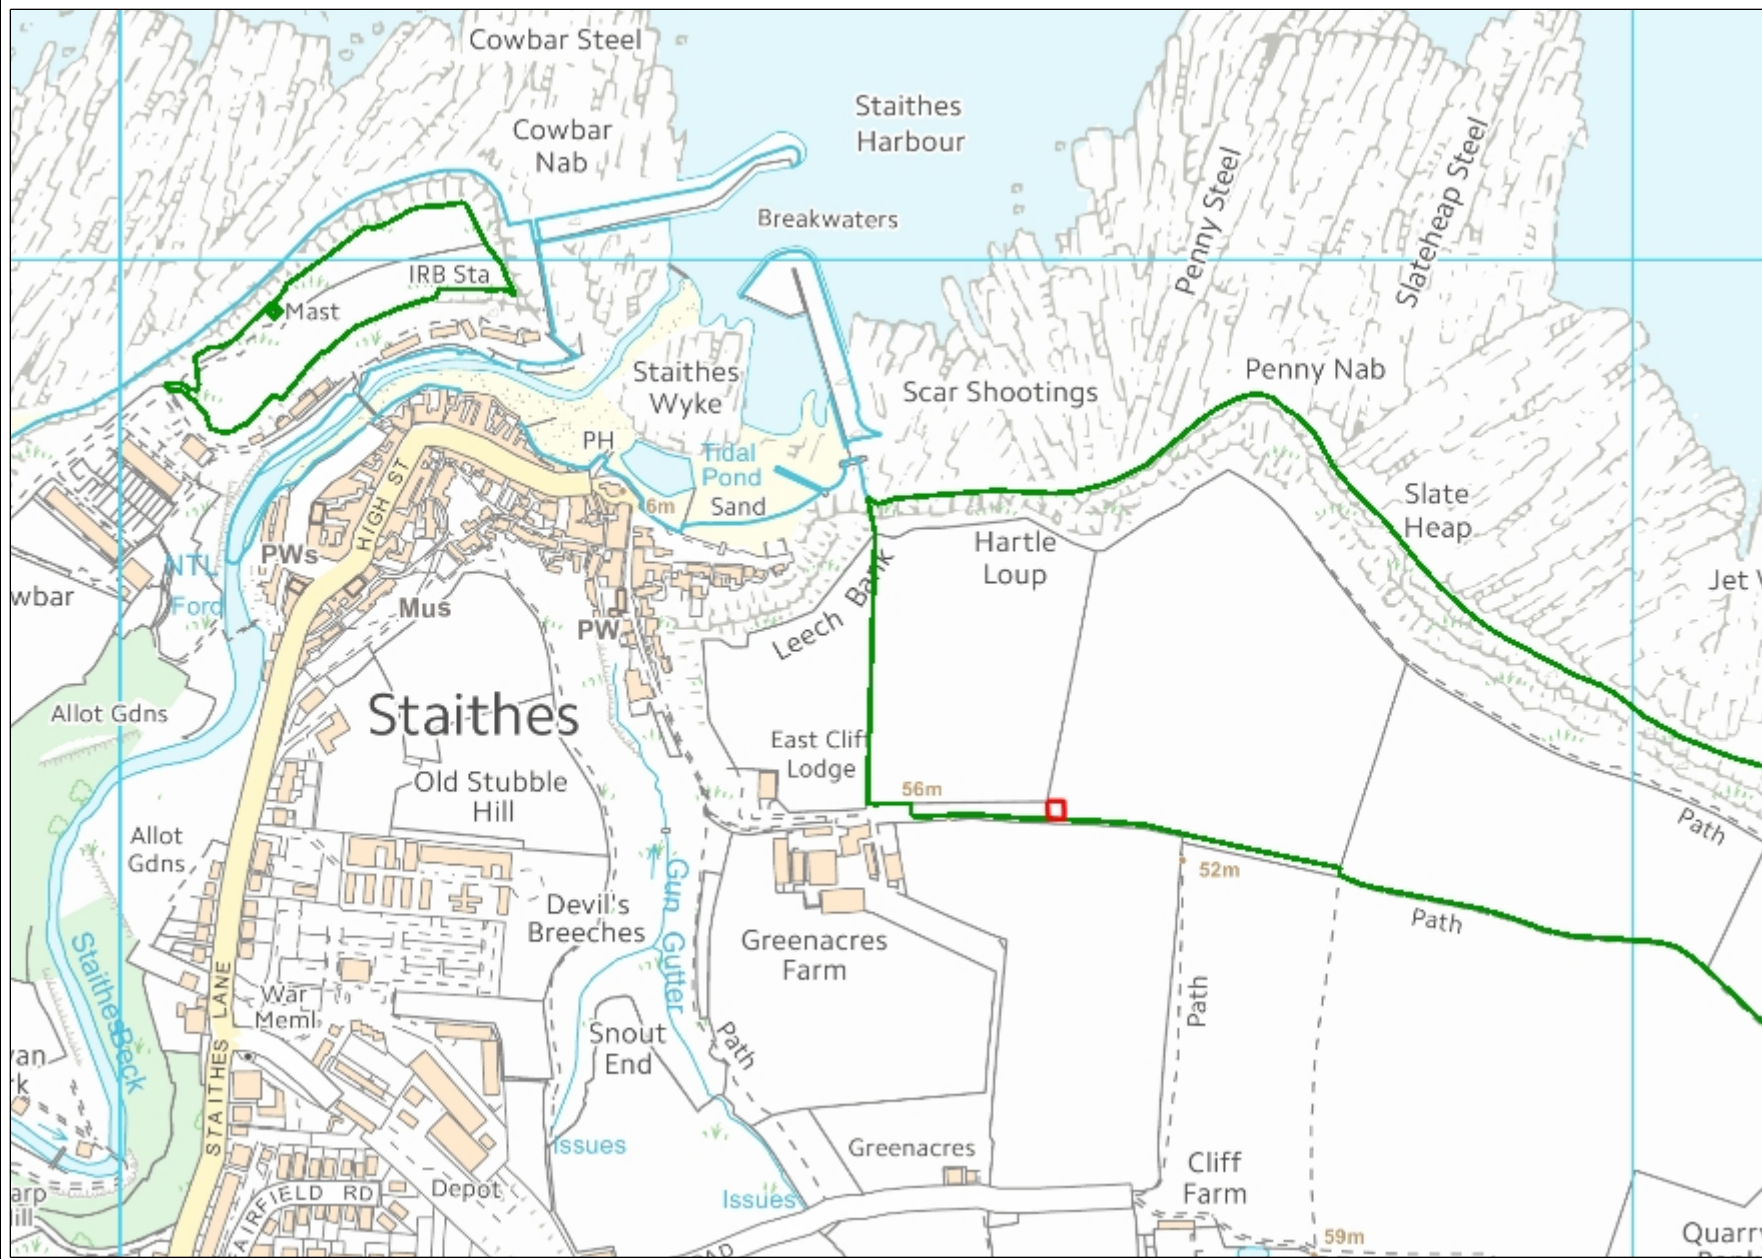 Cowbar Steel
Staithes
Harbour
Cowbar
Nab
Penny Steel
Slateheap Steel
Breakwaters
IRB Sta
Mast
Staithes
Wyke
Scar Shootings
Penny Nab
PH
Tidal
Pond
Sand
6m
Slate
Heap
HIGH ST
PWs
NTL
Ford
Mus
PW
Leech Bank
Hartle
Loup
Jet
wbar
Allot Gdns
Staithes
East Cliff
Lodge
56m
Old Stubble
Hill
Path
Allot
Gdns
52m
Devil's
Breeches
Gun Gutter
Greenacres
Farm
Path
Staithes Beck
STAITHES LANE
War
Meml
Path
Snout
End
Path
Issues
Greenacres
Cliff
Farm
Depot
Issues
FAIRFIELD RD
59m
Quarry